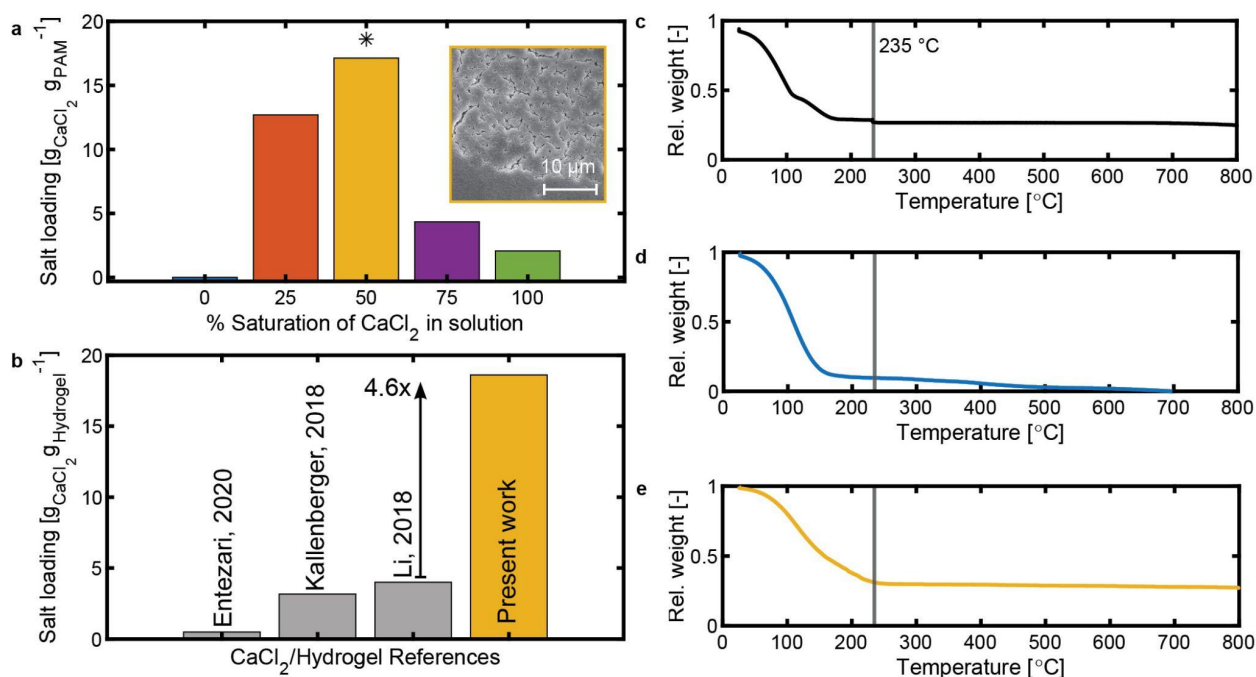 a
Salt loading [g_CaCl₂ g_PAM⁻¹]
20
15
10
5
0
*
10 µm
0 25 50 75 100
% Saturation of CaCl₂ in solution
b
Salt loading [g_CaCl₂ g_Hydrogel⁻¹]
20
15
10
5
0
Entezari, 2020
Kallenberger, 2018
Li, 2018
4.6x
Present work
CaCl₂/Hydrogel References
c
Rel. weight [-]
1
0.5
0
235 °C
0 100 200 300 400 500 600 700 800
Temperature [°C]
d
Rel. weight [-]
1
0.5
0
0 100 200 300 400 500 600 700 800
Temperature [°C]
e
Rel. weight [-]
1
0.5
0
0 100 200 300 400 500 600 700 800
Temperature [°C]